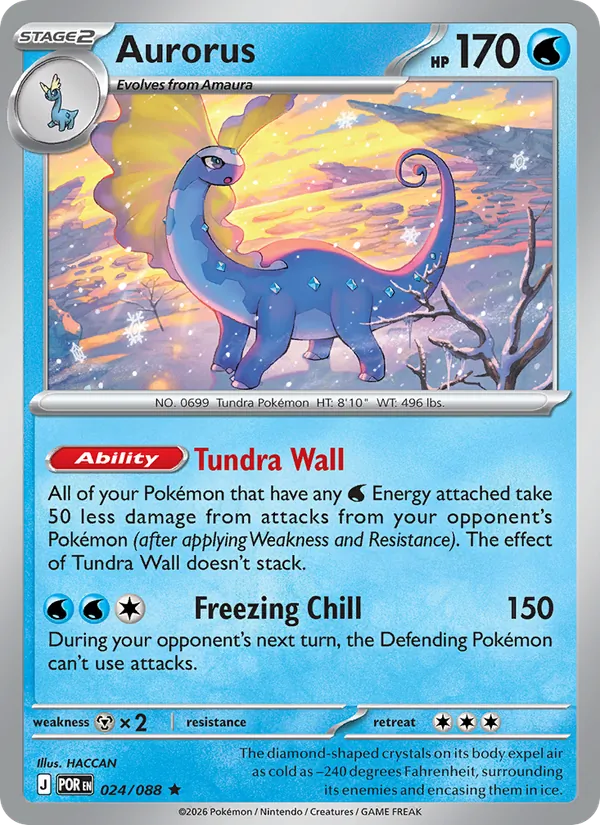 STAGE2
Aurorus
HP 170
Evolves from Amaura
NO. 0699 Tundra Pokémon HT: 8'10" WT: 496 lbs.
Ability Tundra Wall
All of your Pokémon that have any Energy attached take
50 less damage from attacks from your opponent's
Pokémon (after applying Weakness and Resistance). The effect
of Tundra Wall doesn't stack.
Freezing Chill 150
During your opponent's next turn, the Defending Pokémon
can't use attacks.
weakness ×2 resistance retreat
Illus. HACCAN
The diamond-shaped crystals on its body expel air
as cold as –240 degrees Fahrenheit, surrounding
its enemies and encasing them in ice.
J POR EN 024/088 ★
©2026 Pokémon / Nintendo / Creatures / GAME FREAK